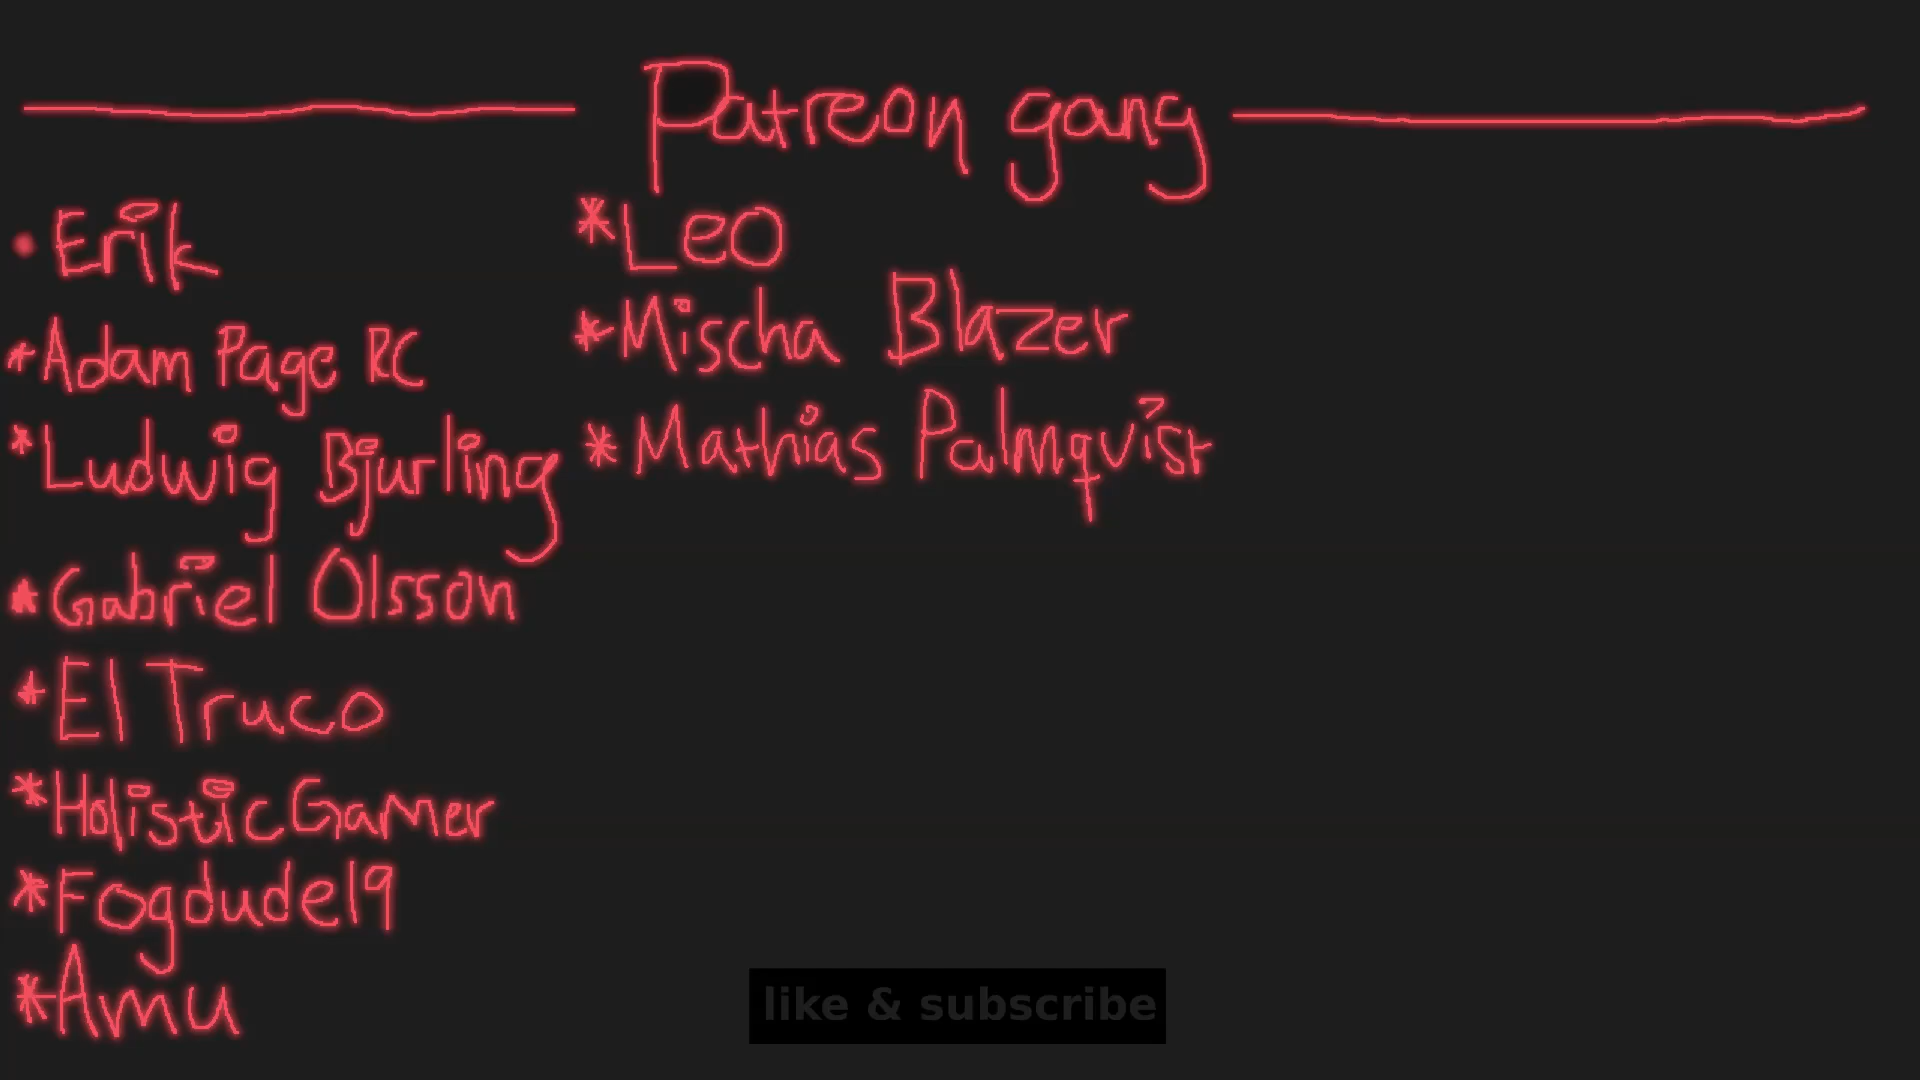 Patreon gang
• Erik
* Adam Page RC
* Ludwig Bjurling
* Gabriel Olsson
* El Truco
* HolisticGamer
* Fogdude19
* Amu
* Leo
* Mischa Blazer
* Mathias Palmqvist
like & subscribe